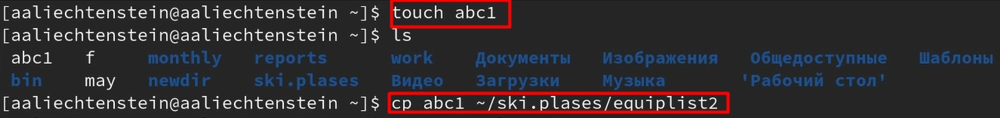 [aaliechtenstein@aaliechtenstein ~]$ touch abc1
[aaliechtenstein@aaliechtenstein ~]$ ls
abc1 f monthly reports work Документы Изображения Общедоступные Шаблоны
bin may newdir ski.plases Видео Загрузки Музыка 'Рабочий стол'
[aaliechtenstein@aaliechtenstein ~]$ cp abc1 ~/ski.plases/equiplist2